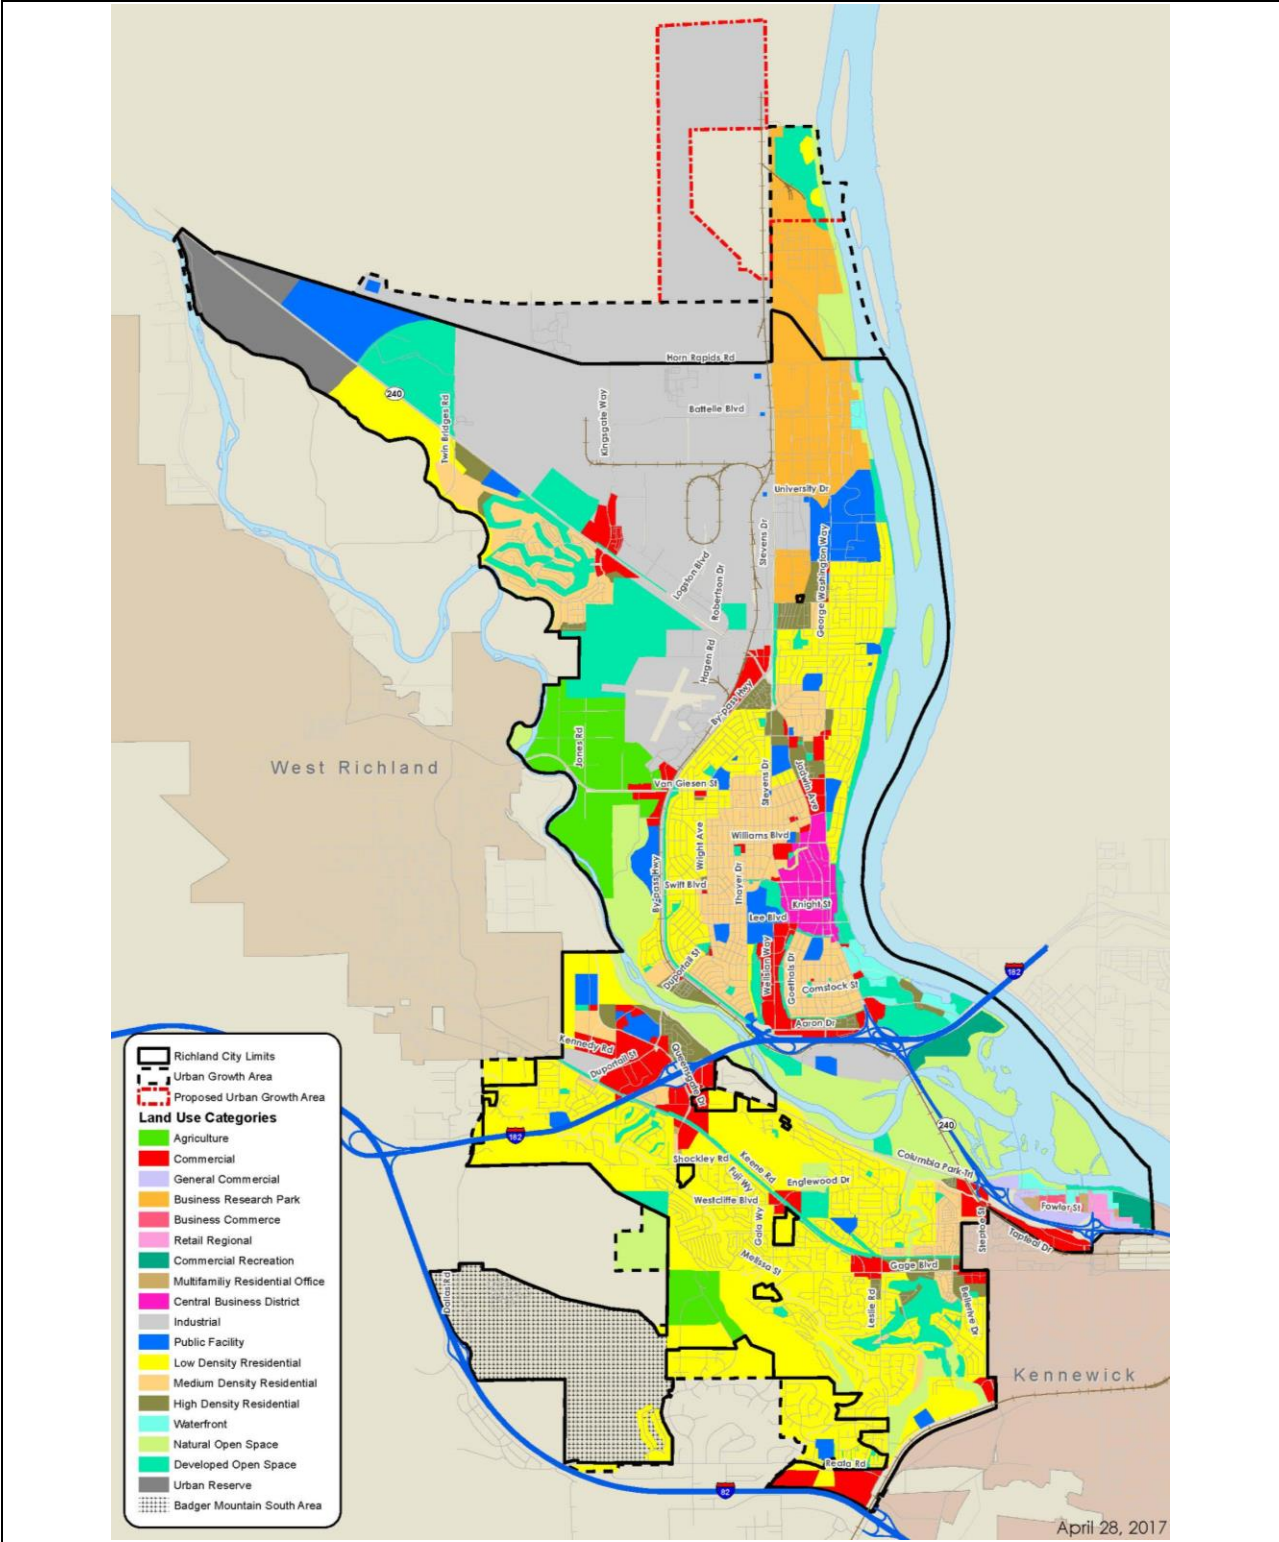 Horn Rapids Rd
240
Kingsgate Way
Battelle Blvd
Twin Bridges Rd
University Dr
Stevens Dr
George Washington Way
Logston Blvd
Robertson Dr
Hagen Rd
By-pass Hwy
Jones Rd
West Richland
Van Giesen St
Stevens Dr
Jadwin Ave
Williams Blvd
Wright Ave
Thayer Dr
By-pass Hwy
Swift Blvd
Knight St
Lee Blvd
Wellsian Way
Goethals Dr
Duportail St
Comstock St
182
Aaron Dr
Kennedy Rd
Duportail St
Queensgate Dr
182
240
Shockley Rd
Keene Rd
Columbia Park Trl
Fuji Wy
Englewood Dr
Westcliffe Blvd
Gala Wy
Fowler St
Steptoe St
Tapteal Dr
Melissa St
Gage Blvd
Dallas Rd
Leslie Rd
Bellerive Dr
Kennewick
Reata Rd
82
Richland City Limits
Urban Growth Area
Proposed Urban Growth Area
Land Use Categories
Agriculture
Commercial
General Commercial
Business Research Park
Business Commerce
Retail Regional
Commercial Recreation
Multifamiliy Residential Office
Central Business District
Industrial
Public Facility
Low Density Rresidential
Medium Density Residential
High Density Residential
Waterfront
Natural Open Space
Developed Open Space
Urban Reserve
Badger Mountain South Area
April 28, 2017